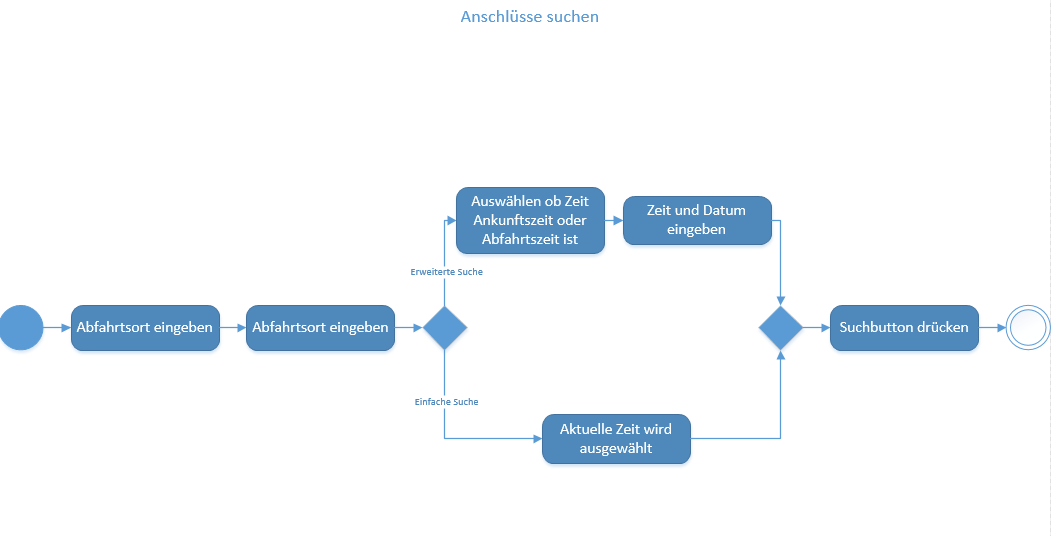 Anschlüsse suchen
Auswählen ob Zeit
Ankunftszeit oder
Abfahrtszeit ist
Zeit und Datum
eingeben
Erweiterte Suche
Abfahrtsort eingeben
Abfahrtsort eingeben
Suchbutton drücken
Einfache Suche
Aktuelle Zeit wird
ausgewählt